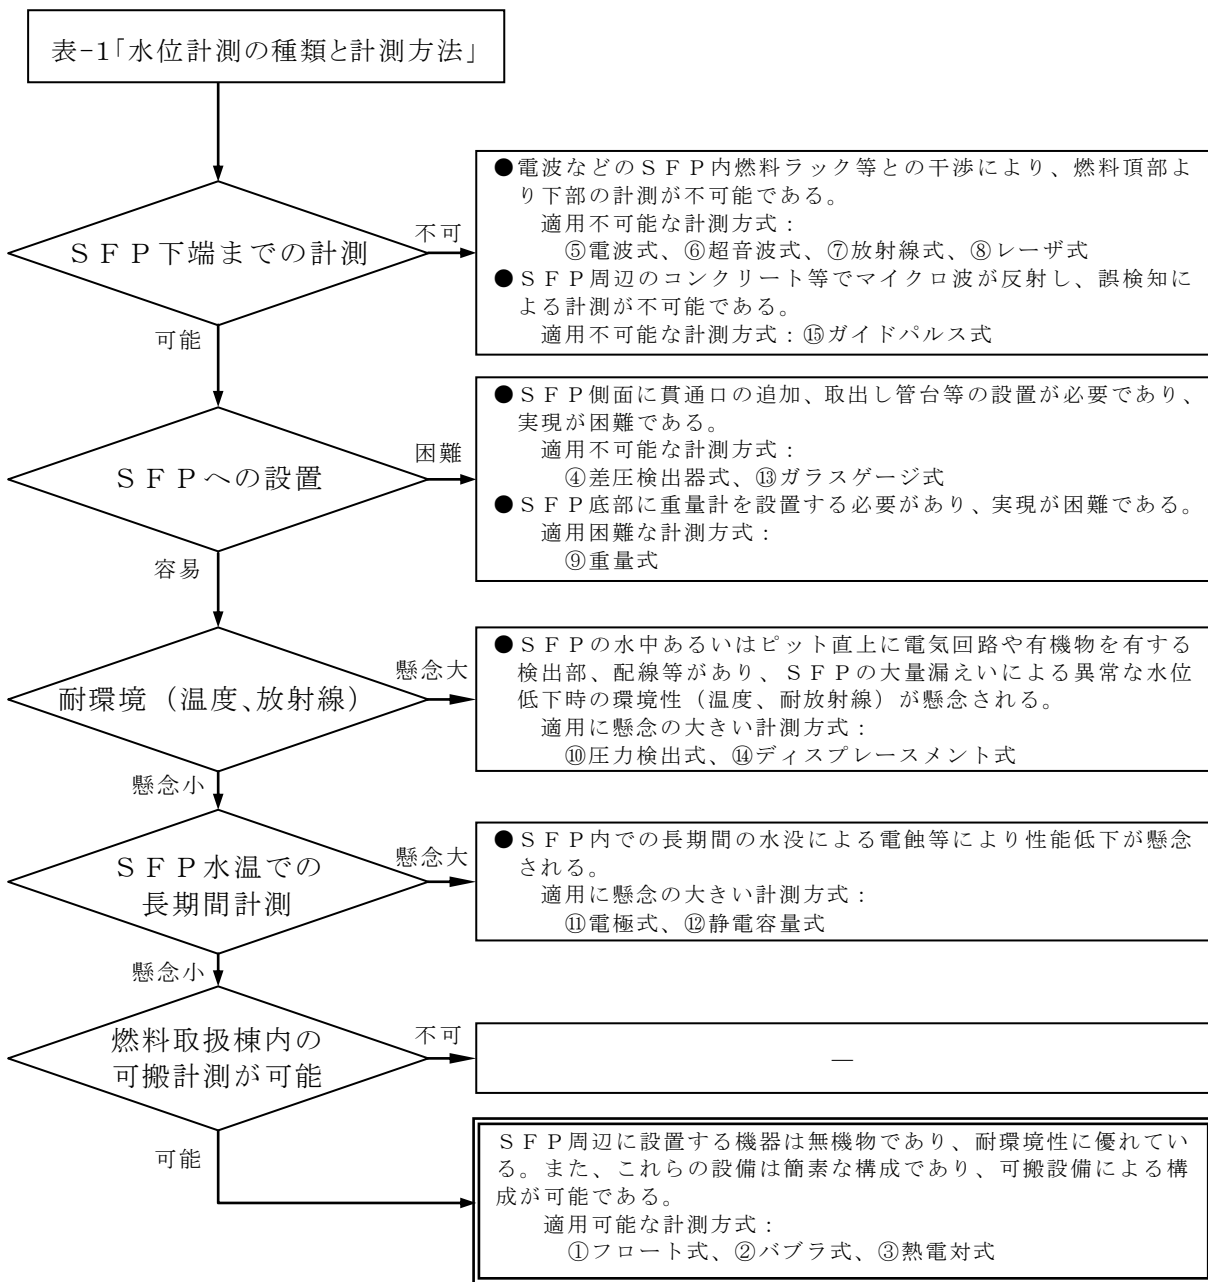 表-1「水位計測の種類と計測方法」
SFP下端までの計測
不可
可能
●電波などのSFP内燃料ラック等との干渉により、燃料頂部よ
り下部の計測が不可能である。
適用不可能な計測方式:
⑤電波式、⑥超音波式、⑦放射線式、⑧レーザ式
●SFP周辺のコンクリート等でマイクロ波が反射し、誤検知に
よる計測が不可能である。
適用不可能な計測方式:⑮ガイドパルス式
SFPへの設置
困難
容易
●SFP側面に貫通口の追加、取出し管台等の設置が必要であり、
実現が困難である。
適用不可能な計測方式:
④差圧検出器式、⑬ガラスゲージ式
●SFP底部に重量計を設置する必要があり、実現が困難である。
適用困難な計測方式:
⑨重量式
耐環境(温度、放射線)
懸念大
懸念小
●SFPの水中あるいはピット直上に電気回路や有機物を有する
検出部、配線等があり、SFPの大量漏えいによる異常な水位
低下時の環境性(温度、耐放射線)が懸念される。
適用に懸念の大きい計測方式:
⑩圧力検出式、⑭ディスプレースメント式
SFP水温での
長期間計測
懸念大
懸念小
●SFP内での長期間の水没による電蝕等により性能低下が懸念
される。
適用に懸念の大きい計測方式:
⑪電極式、⑫静電容量式
燃料取扱棟内の
可搬計測が可能
不可
可能
―
SFP周辺に設置する機器は無機物であり、耐環境性に優れてい
る。また、これらの設備は簡素な構成であり、可搬設備による構
成が可能である。
適用可能な計測方式:
①フロート式、②バブラ式、③熱電対式